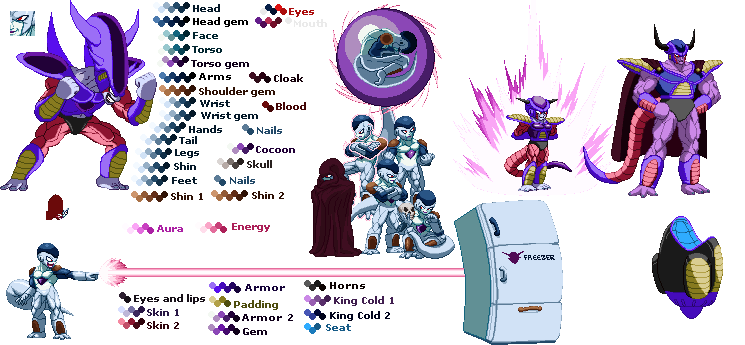 Head
Eyes
Head gem
Mouth
Face
Torso
Torso gem
Arms
Cloak
Shoulder gem
Wrist
Blood
Wrist gem
Hands
Nails
Tail
Cocoon
Legs
Skull
Shin
Feet
Nails
Shin 1
Shin 2
Aura
Energy
FREEZER
Eyes and lips
Skin 1
Skin 2
Armor
Padding
Armor 2
Gem
Horns
King Cold 1
King Cold 2
Seat